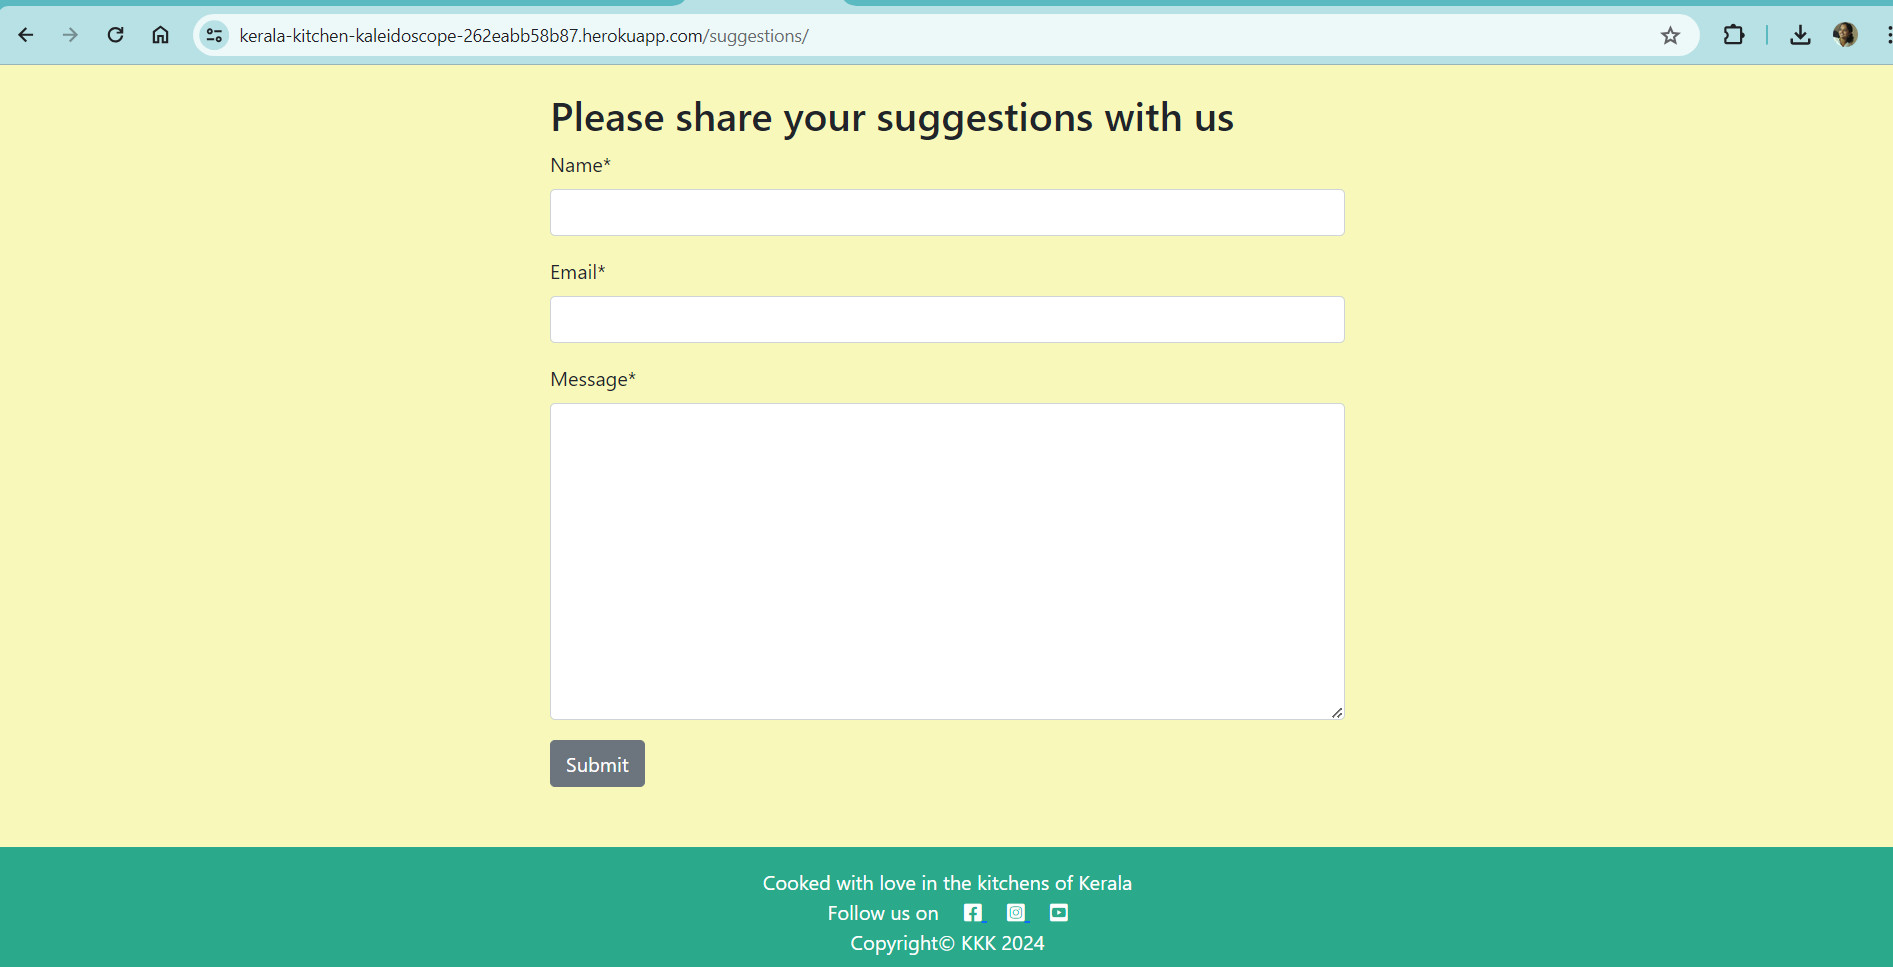 kerala-kitchen-kaleidoscope-262eabb58b87.herokuapp.com/suggestions/
Please share your suggestions with us
Name*
Email*
Message*
Submit
Cooked with love in the kitchens of Kerala
Follow us on
Copyright© KKK 2024